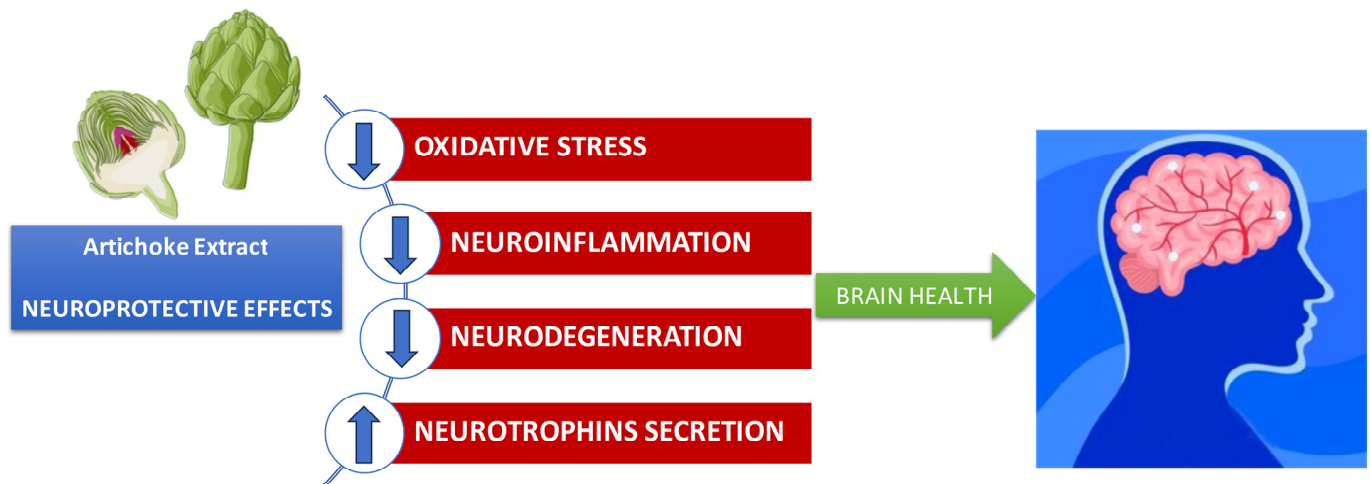 Artichoke Extract
NEUROPROTECTIVE EFFECTS
OXIDATIVE STRESS
NEUROINFLAMMATION
NEURODEGENERATION
NEUROTROPHINS SECRETION
BRAIN HEALTH